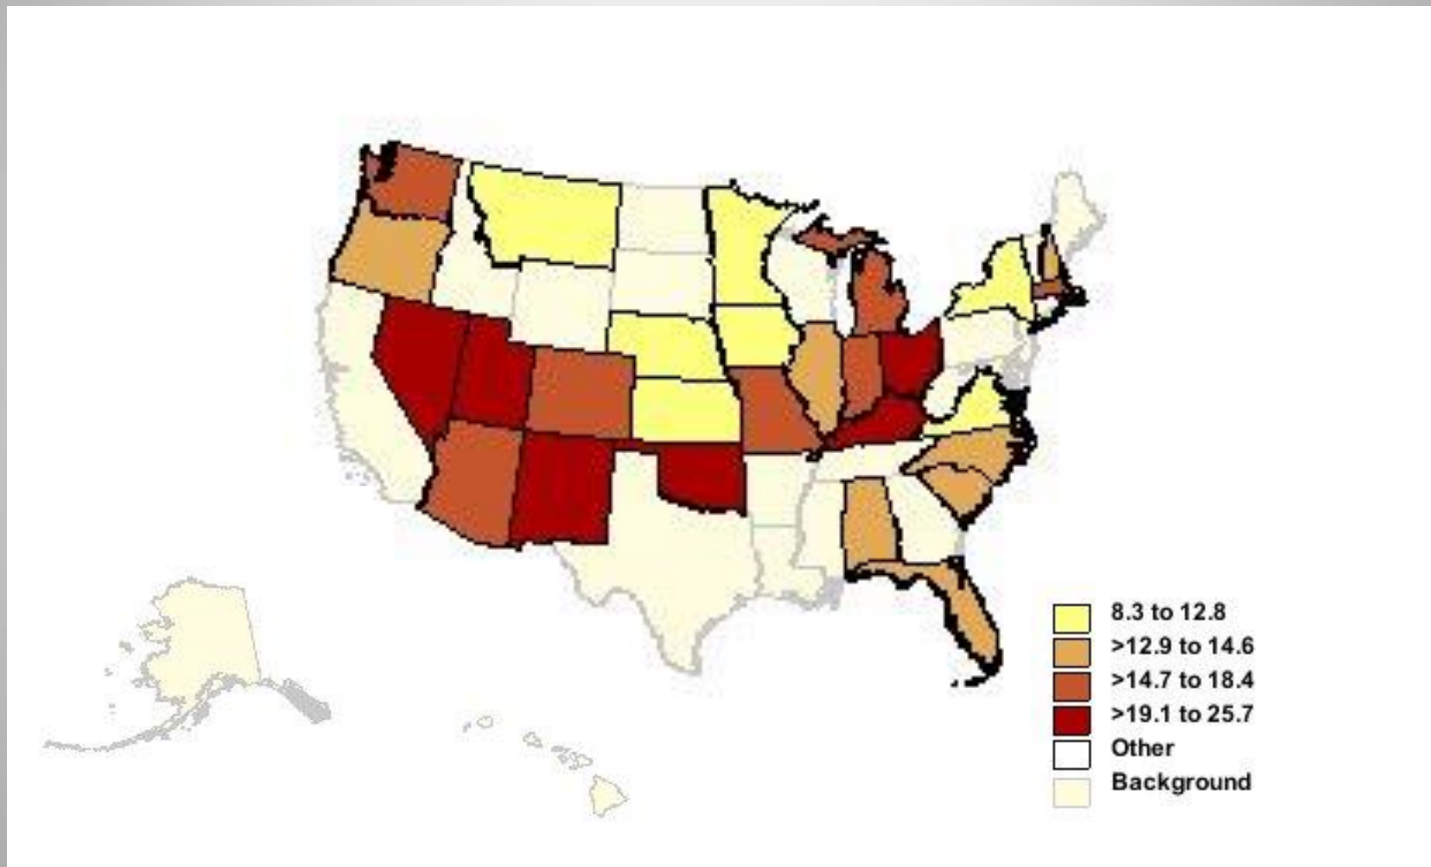 8.3 to 12.8
>12.9 to 14.6
>14.7 to 18.4
>19.1 to 25.7
Other
Background